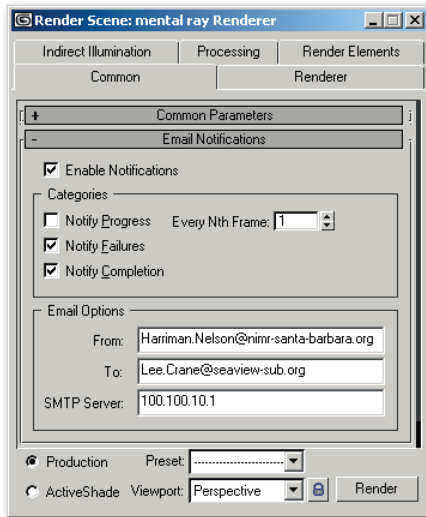 Render Scene: mental ray Renderer
Indirect Illumination Processing Render Elements
Common Renderer
+ Common Parameters
- Email Notifications
Enable Notifications
Categories
Notify Progress Every Nth Frame: 1
Notify Failures
Notify Completion
Email Options
From: Harriman.Nelson@nimr-santa-barbara.org
To: Lee.Crane@seaview-sub.org
SMTP Server: 100.100.10.1
Production Preset: -------------------------
ActiveShade Viewport: Perspective Render